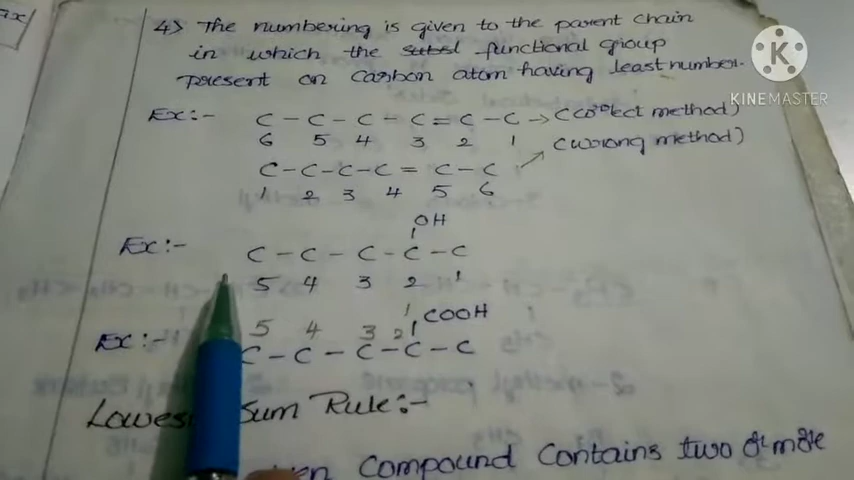 4) The numbering is given to the parent chain
in which the subst functional group
present on carbon atom having least number.
Ex:- C - C - C - C = C - C → (correct method)
6 5 4 3 2 1 (wrong method)
C - C - C - C = C - C
1 2 3 4 5 6
OH
Ex:- C - C - C - C - C
5 4 3 2 1
1 COOH
Ex:- 5 4 3 2
C - C - C - C - C
Sum Rule:-
compound contains two or more
K
KINEMASTER